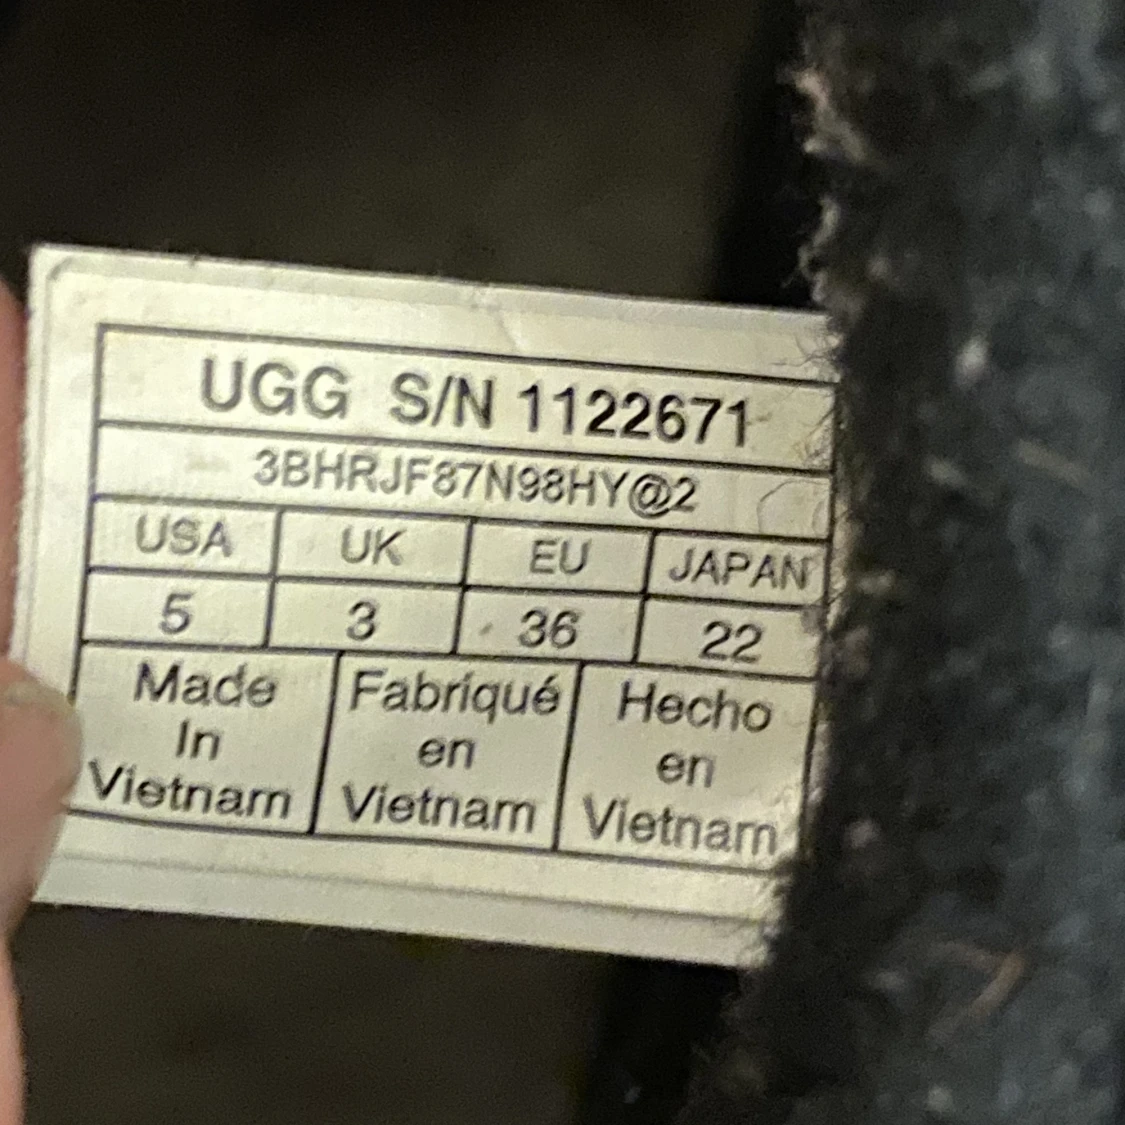 UGG S/N 1122671
3BHRJF87N98HY@2
USA UK EU JAPAN
5 3 36 22
Made Fabriqué Hecho
In en en
Vietnam Vietnam Vietnam